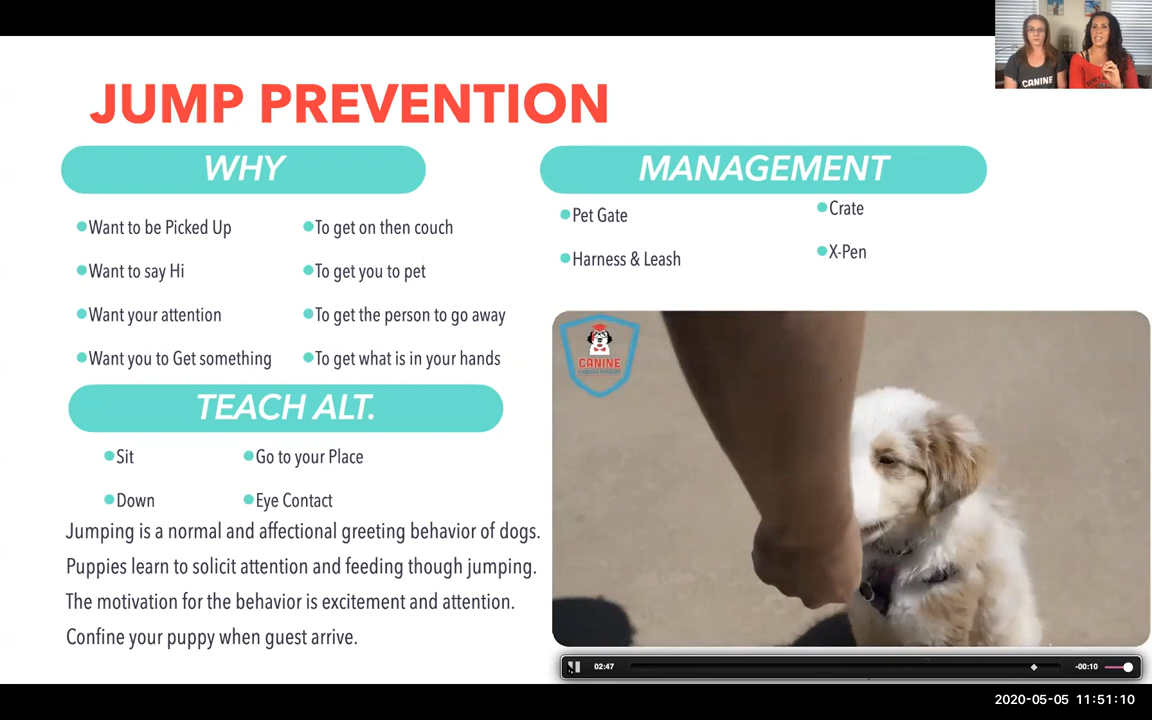 JUMP PREVENTION
WHY
Want to be Picked Up
To get on then couch
Want to say Hi
To get you to pet
Want your attention
To get the person to go away
Want you to Get something
To get what is in your hands
TEACH ALT.
Sit
Go to your Place
Down
Eye Contact
Jumping is a normal and affectional greeting behavior of dogs.
Puppies learn to solicit attention and feeding though jumping.
The motivation for the behavior is excitement and attention.
Confine your puppy when guest arrive.
MANAGEMENT
Pet Gate
Crate
Harness & Leash
X-Pen
CANINE
02:47
-00:10
CANINE
2020-05-05 11:51:10